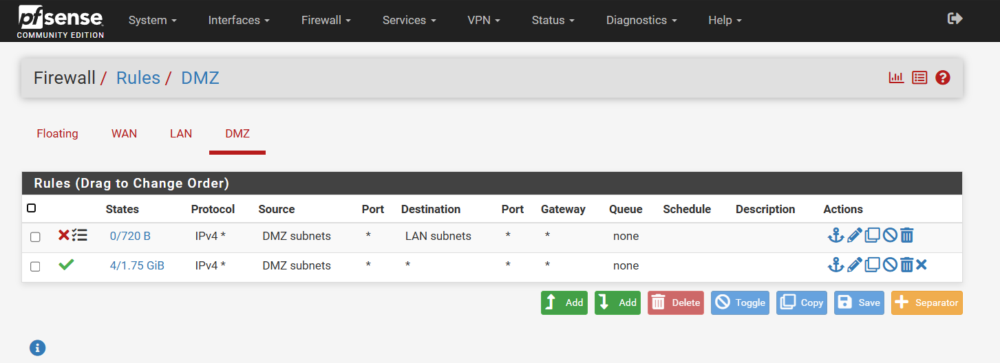 pfsense
COMMUNITY EDITION
System Interfaces Firewall Services VPN Status Diagnostics Help
Firewall / Rules / DMZ
Floating WAN LAN DMZ
Rules (Drag to Change Order)
States Protocol Source Port Destination Port Gateway Queue Schedule Description Actions
0/720 B IPv4 * DMZ subnets * LAN subnets * * none
4/1.75 GiB IPv4 * DMZ subnets * * * * none
Add Add Delete Toggle Copy Save Separator